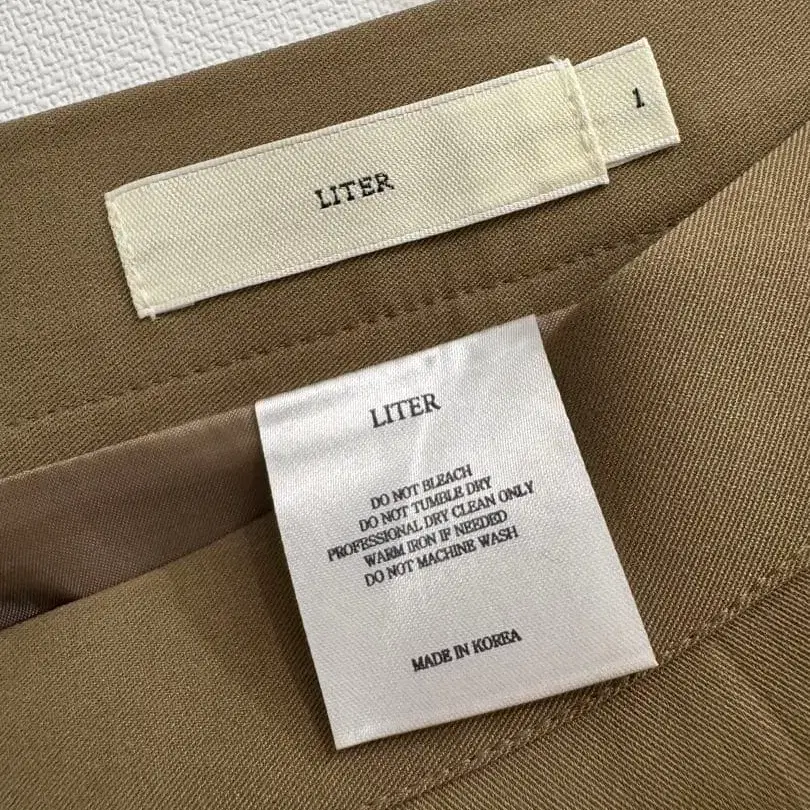 LITER
1
LITER
DO NOT BLEACH
DO NOT TUMBLE DRY
PROFESSIONAL DRY CLEAN ONLY
WARM IRON IF NEEDED
DO NOT MACHINE WASH
MADE IN KOREA